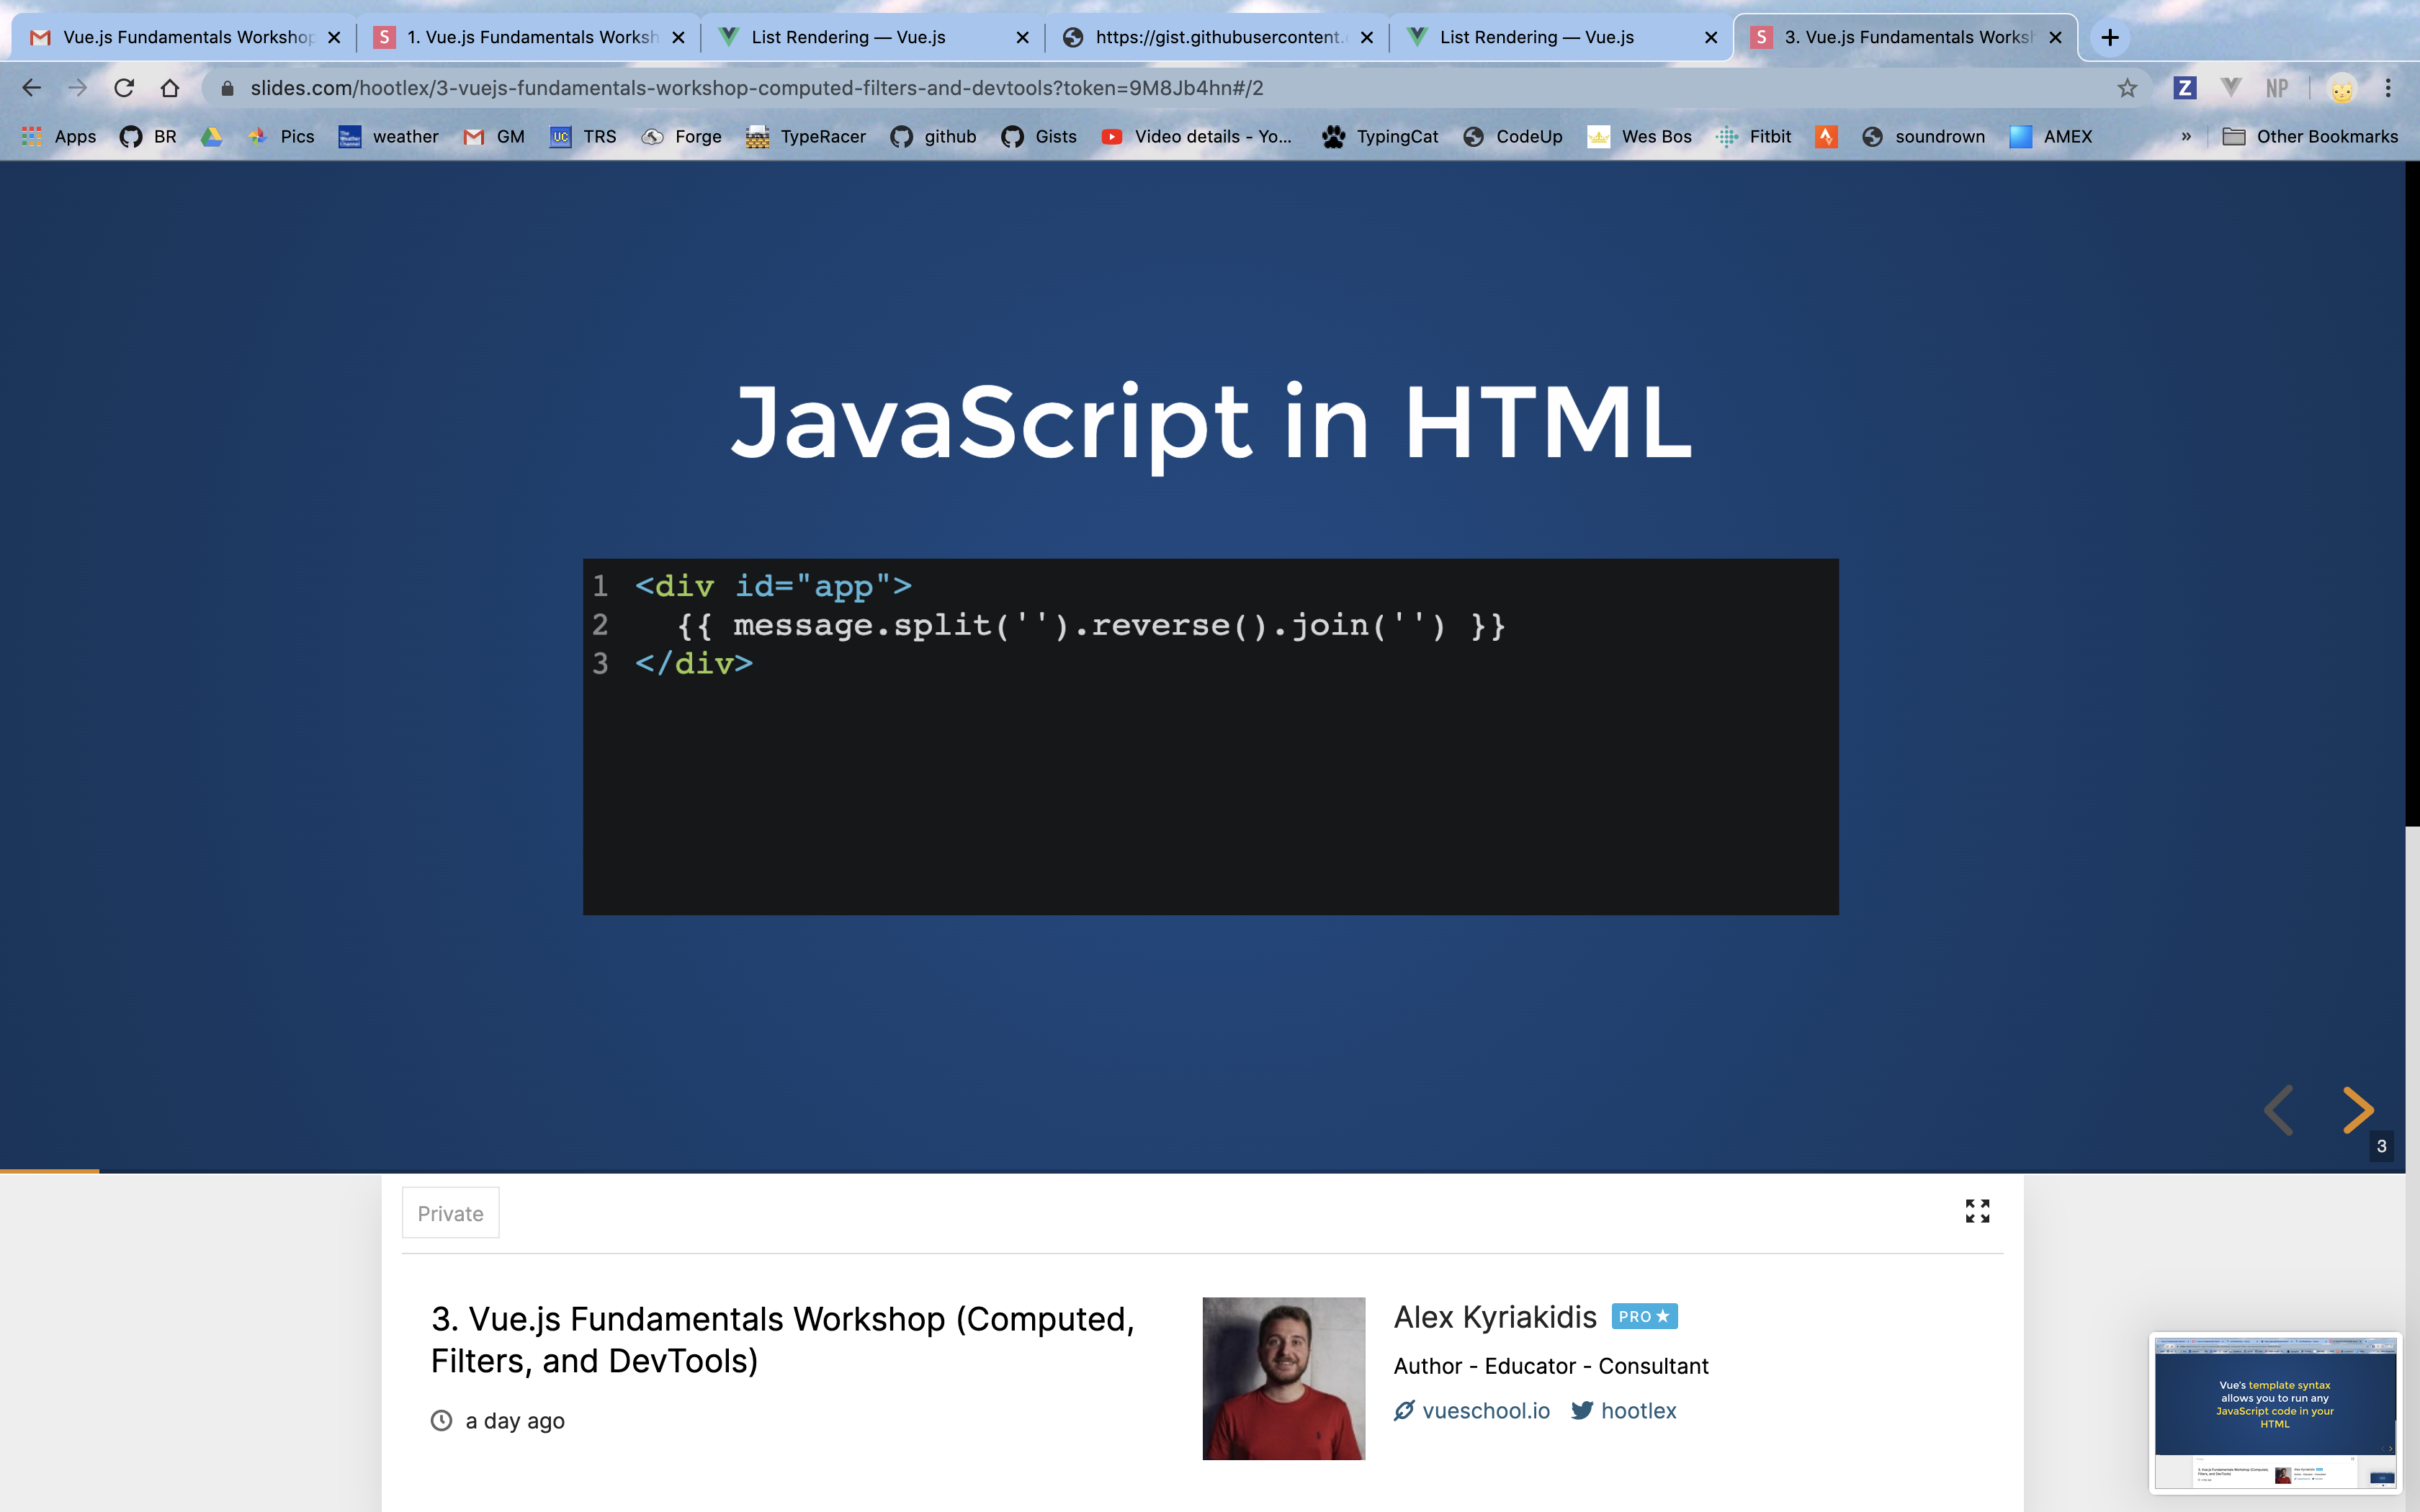 Vue.js Fundamentals Workshop
1. Vue.js Fundamentals Worksh
List Rendering — Vue.js
https://gist.githubusercontent.
List Rendering — Vue.js
3. Vue.js Fundamentals Worksh
slides.com/hootlex/3-vuejs-fundamentals-workshop-computed-filters-and-devtools?token=9M8Jb4hn#/2
Z
NP
Apps
BR
Pics
weather
GM
UC
TRS
Forge
TypeRacer
github
Gists
Video details - Yo...
TypingCat
CodeUp
Wes Bos
Fitbit
soundrown
AMEX
»
Other Bookmarks
JavaScript in HTML
1 <div id="app">
2 {{ message.split('').reverse().join('') }}
3 </div>
3
Private
3. Vue.js Fundamentals Workshop (Computed,
Filters, and DevTools)
a day ago
Alex Kyriakidis PRO ★
Author - Educator - Consultant
vueschool.io hootlex
Vue's template syntax
allows you to run any
JavaScript code in your
HTML